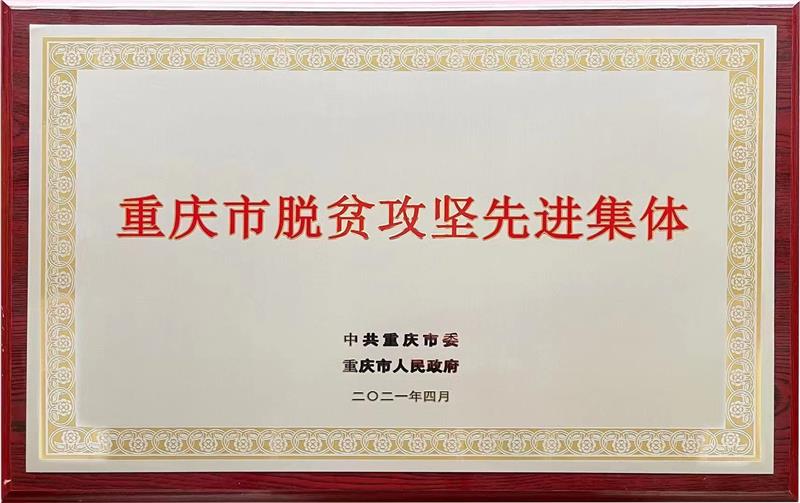 重庆市脱贫攻坚先进集体
中共重庆市委
重庆市人民政府
二〇二一年四月